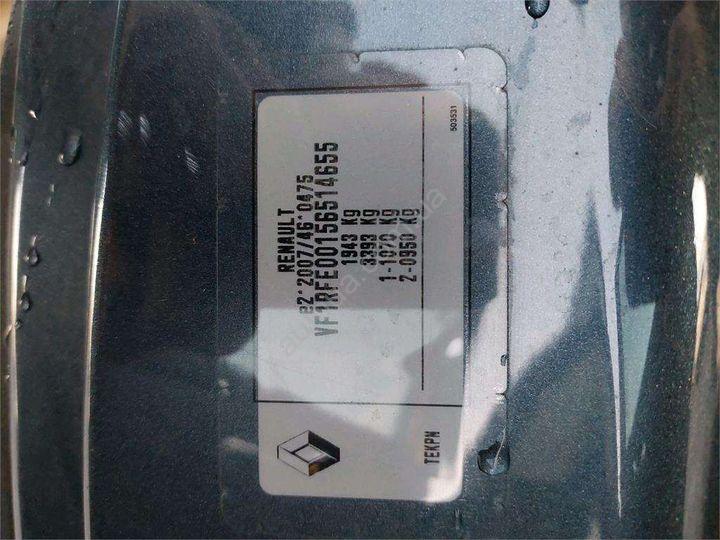 RENAULT
e2*2007/46*0475
VF1RFE00156514655
1943 Kg
3393 Kg
1-1070 Kg
2-0950 Kg
TEKPN
503531